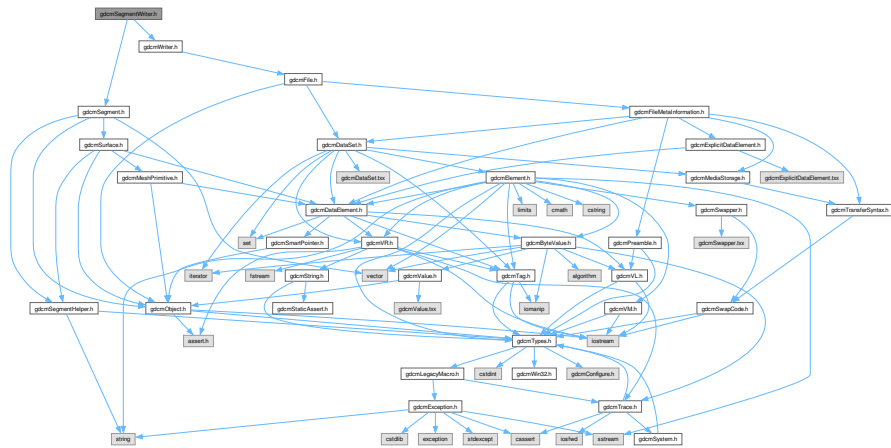 gdcmSegmentWriter.h
gdcmWriter.h
gdcmFile.h
gdcmSegment.h
gdcmFileMetaInformation.h
gdcmSurface.h
gdcmDataSet.h
gdcmExplicitDataElement.h
gdcmMeshPrimitive.h
gdcmDataSet.txx
gdcmElement.h
gdcmMediaStorage.h
gdcmExplicitDataElement.txx
gdcmDataElement.h
limits
cmath
cstring
gdcmSwapper.h
gdcmTransferSyntax.h
set
gdcmSmartPointer.h
gdcmVR.h
gdcmByteValue.h
gdcmPreamble.h
gdcmSwapper.txx
iterator
fstream
gdcmString.h
vector
gdcmValue.h
gdcmTag.h
algorithm
gdcmVL.h
gdcmSegmentHelper.h
gdcmObject.h
gdcmStaticAssert.h
gdcmValue.txx
iomanip
gdcmVM.h
gdcmSwapCode.h
assert.h
gdcmTypes.h
iostream
gdcmLegacyMacro.h
cstdint
gdcmWin32.h
gdcmConfigure.h
gdcmException.h
gdcmTrace.h
string
cstdlib
exception
stdexcept
cassert
iosfwd
sstream
gdcmSystem.h